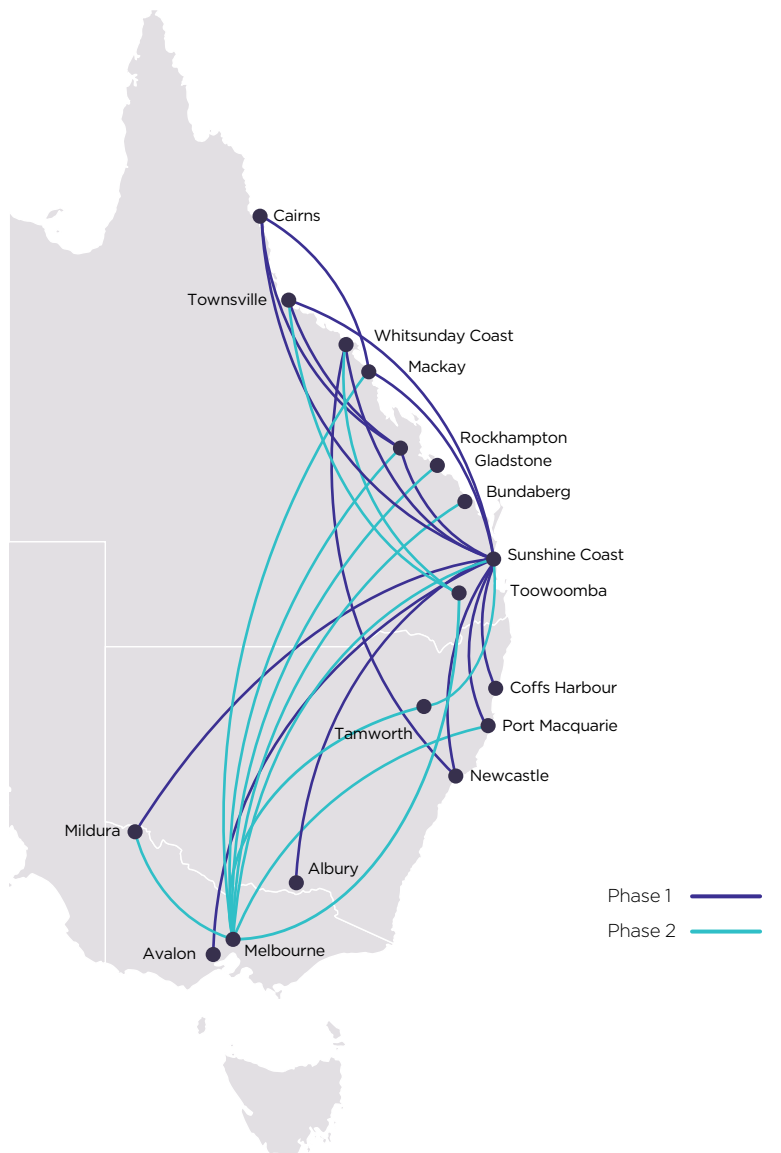 Cairns
Townsville
Whitsunday Coast
Mackay
Rockhampton
Gladstone
Bundaberg
Sunshine Coast
Toowoomba
Coffs Harbour
Port Macquarie
Tamworth
Newcastle
Mildura
Albury
Phase 1
Phase 2
Avalon
Melbourne